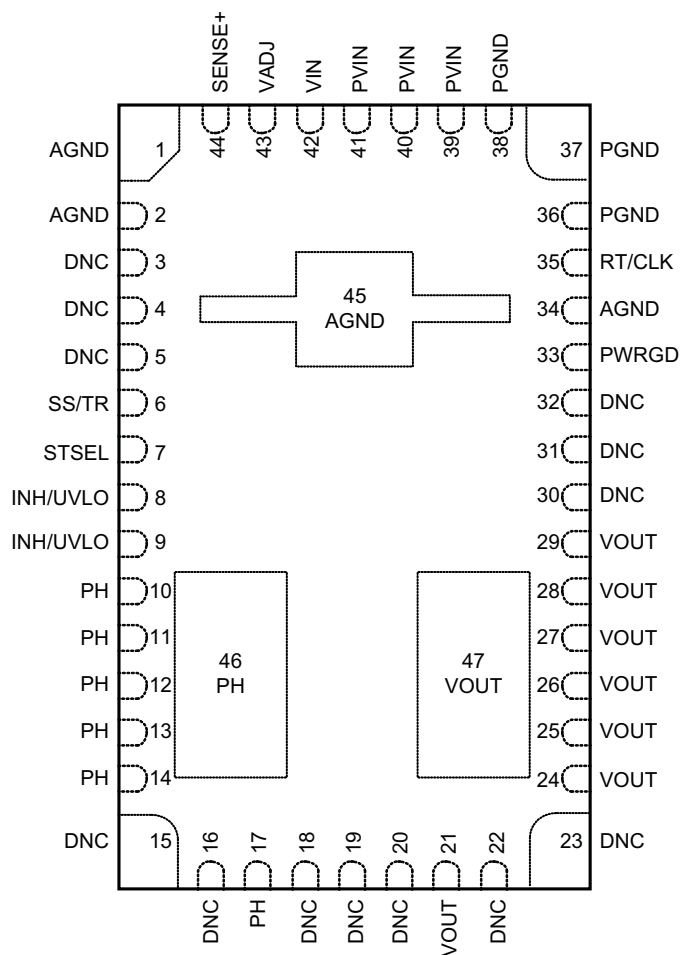 SENSE+ VADJ VIN PVIN PVIN PVIN PGND
44 43 42 41 40 39 38
AGND 1
37 PGND
AGND 2
36 PGND
DNC 3
35 RT/CLK
DNC 4
34 AGND
DNC 5
33 PWRGD
45
AGND
SS/TR 6
32 DNC
STSEL 7
31 DNC
INH/UVLO 8
30 DNC
INH/UVLO 9
29 VOUT
PH 10
28 VOUT
PH 11
27 VOUT
46
PH
47
VOUT
PH 12
26 VOUT
PH 13
25 VOUT
PH 14
24 VOUT
DNC 15
23 DNC
16 17 18 19 20 21 22
DNC PH DNC DNC DNC VOUT DNC